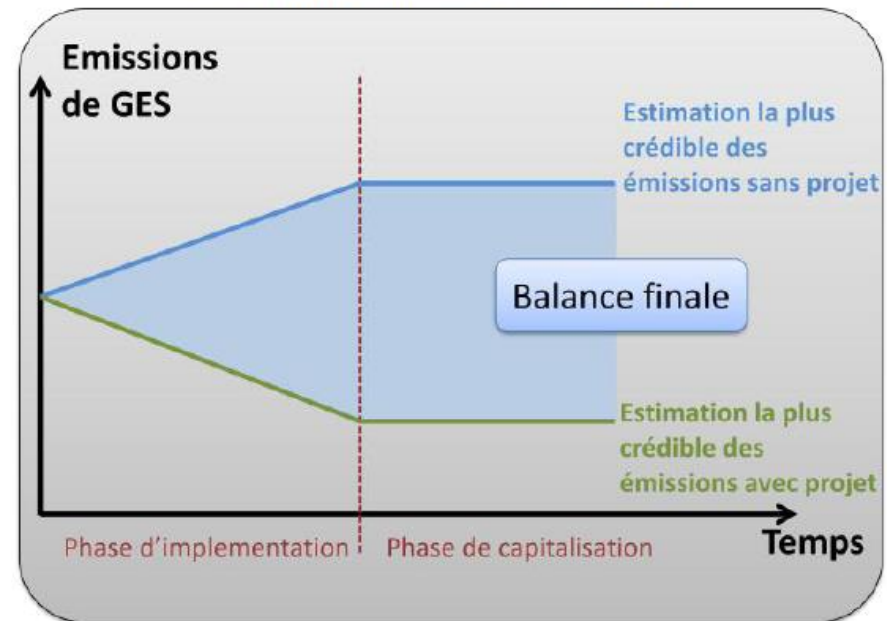 Emissions
de GES
Estimation la plus
crédible des
émissions sans projet
Balance finale
Estimation la plus
crédible des
émissions avec projet
Phase d’implementation
Phase de capitalisation
Temps